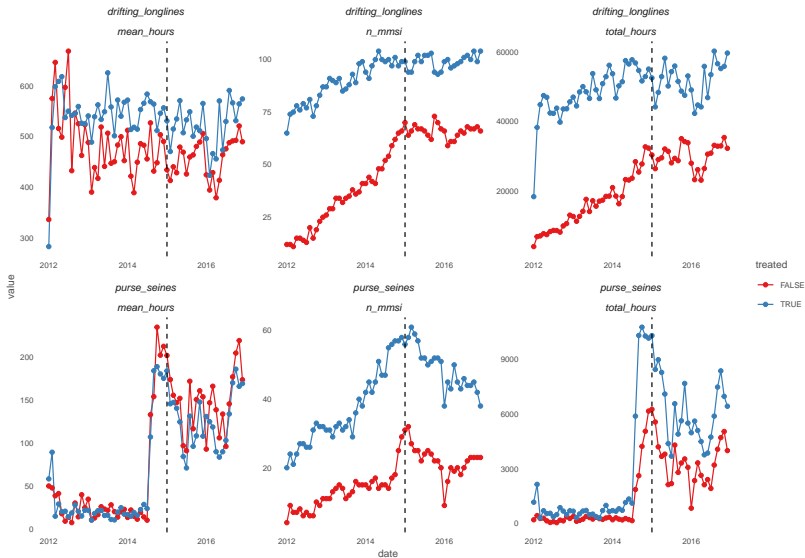 drifting_longlines drifting_longlines drifting_longlines
mean_hours n_mmsi total_hours
600
500
400
300
2012 2014 2016
100
75
50
25
2012 2014 2016
60000
40000
20000
2012 2014 2016
value
purse_seines purse_seines purse_seines
mean_hours n_mmsi total_hours
200
150
100
50
0
2012 2014 2016
60
40
20
2012 2014 2016
9000
6000
3000
0
2012 2014 2016
date
treated
FALSE
TRUE